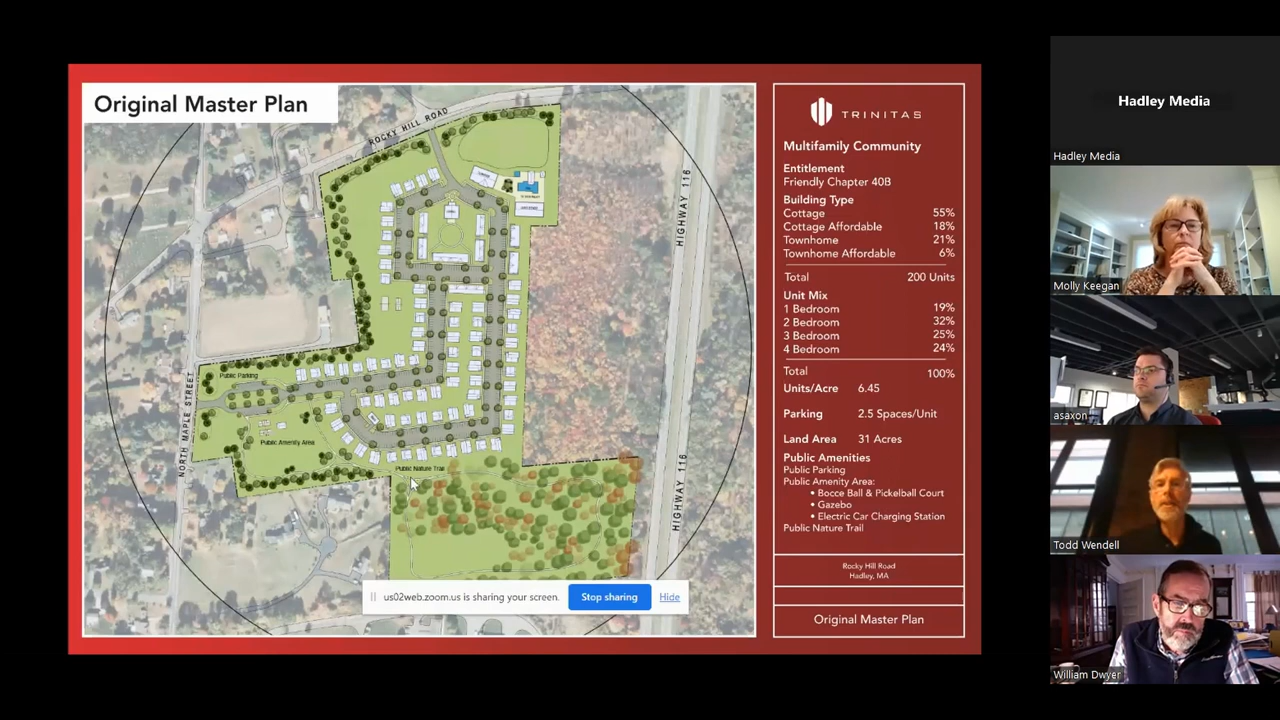 Original Master Plan
ROCKY HILL ROAD
HIGHWAY 116
NORTH MAPLE STREET
Public Parking
Public Amenity Area
Public Nature Trail
HIGHWAY 116
us02web.zoom.us is sharing your screen.
Stop sharing
Hide
TRINITAS
Multifamily Community
Entitlement
Friendly Chapter 40B
Building Type
Cottage 55%
Cottage Affordable 18%
Townhome 21%
Townhome Affordable 6%
Total 200 Units
Unit Mix
1 Bedroom 19%
2 Bedroom 32%
3 Bedroom 25%
4 Bedroom 24%
Total 100%
Units/Acre 6.45
Parking 2.5 Spaces/Unit
Land Area 31 Acres
Public Amenities
Public Parking
Public Amenity Area:
• Bocce Ball & Pickelball Court
• Gazebo
• Electric Car Charging Station
Public Nature Trail
Rocky Hill Road
Hadley, MA
Original Master Plan
Hadley Media
Hadley Media
Molly Keegan
asaxon
Todd Wendell
William Dwyer